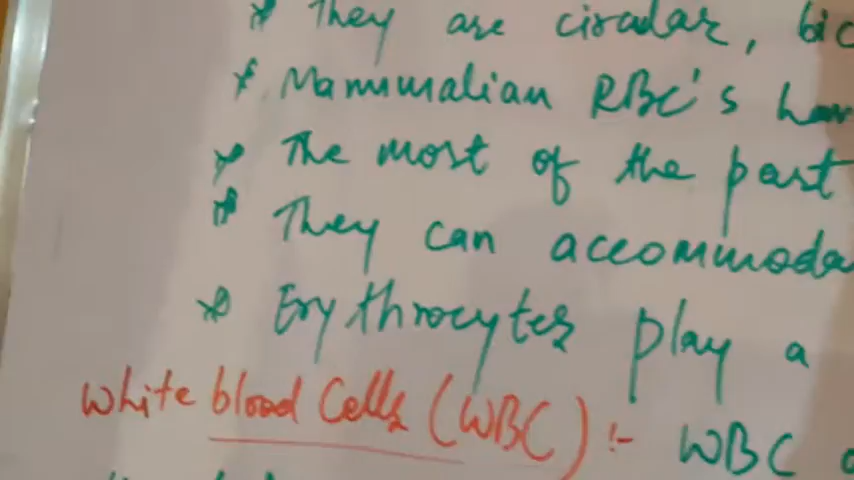 * They are circular, bic
* Mammalian RBC's hav
* The most of the past
* They can accommoda
* Erythrocytes play a
White blood Cells (WBC) :- WBC